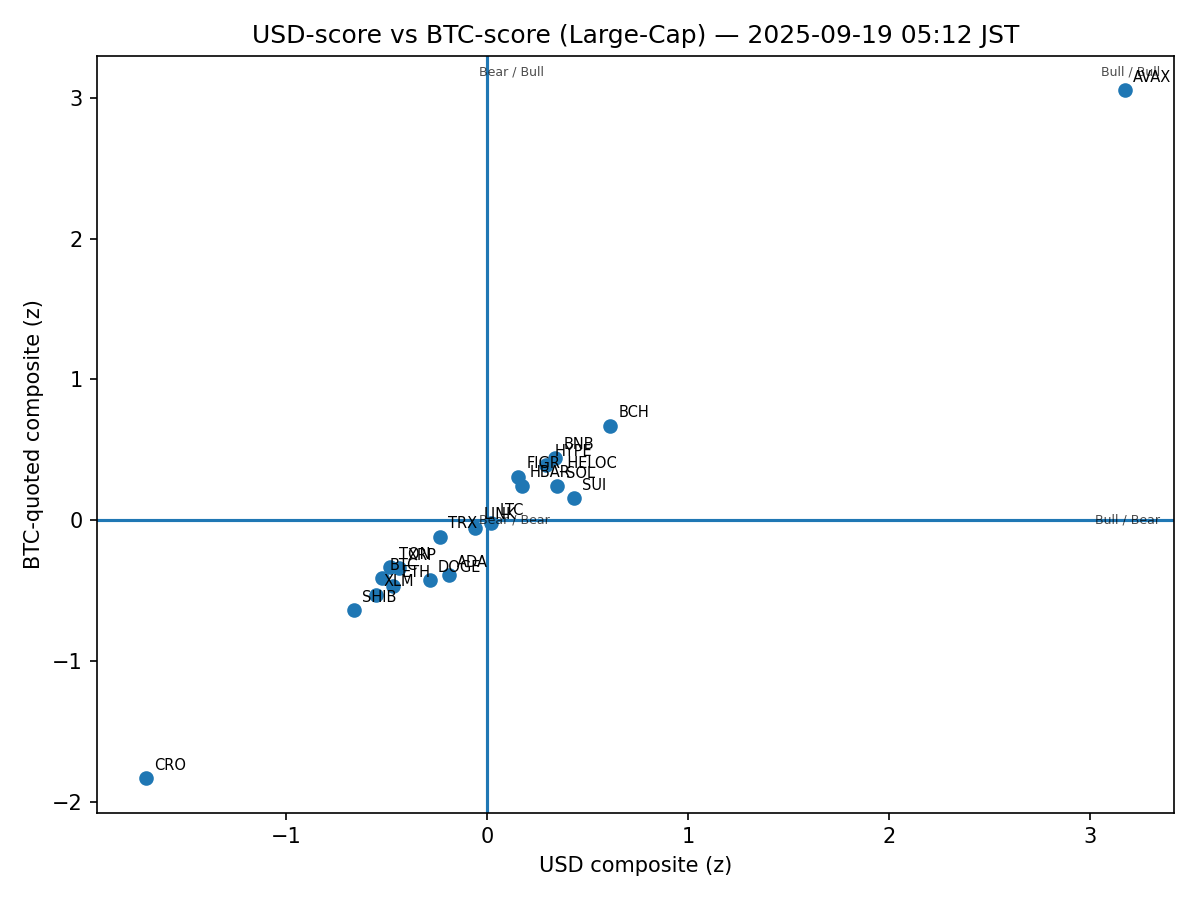 USD-score vs BTC-score (Large-Cap) — 2025-09-19 05:12 JST
Bear / Bull
Bull / Bull
AVAX
3
2
1
0
−1
−2
BTC-quoted composite (z)
BCH
BNB
HYPE
FIGR_HELOC
HBAR
SOL
SUI
LTC
LINK
TRX
Bear / Bear
Bull / Bear
TON
XRP
BTC
ADA
DOGE
ETH
XLM
SHIB
CRO
−1
0
1
2
3
USD composite (z)